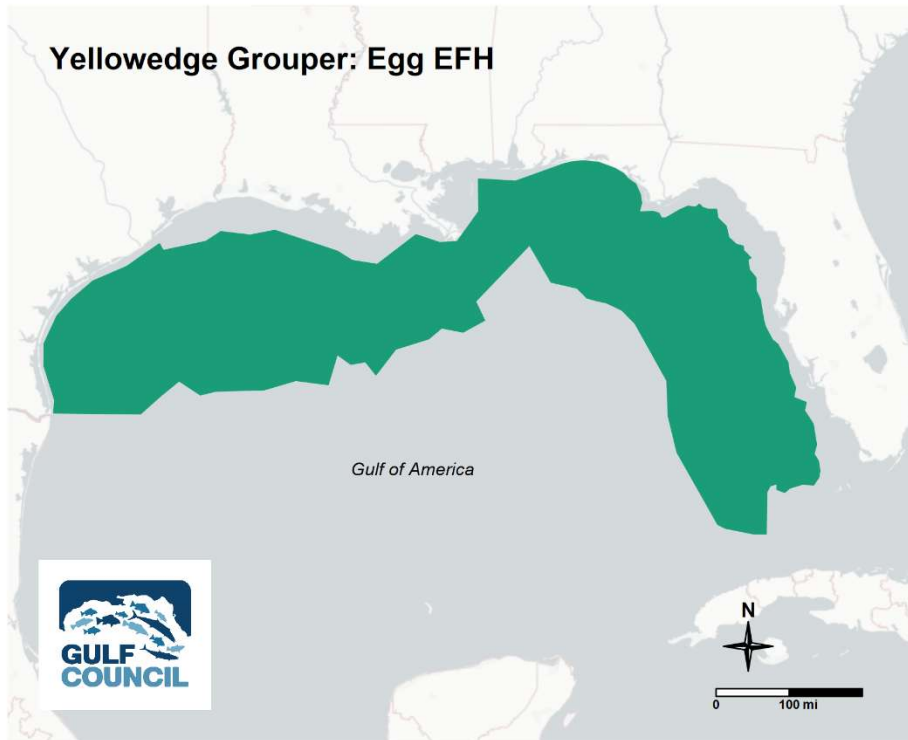 Yellowedge Grouper: Egg EFH
Gulf of America
GULF
COUNCIL
N
0 100 mi